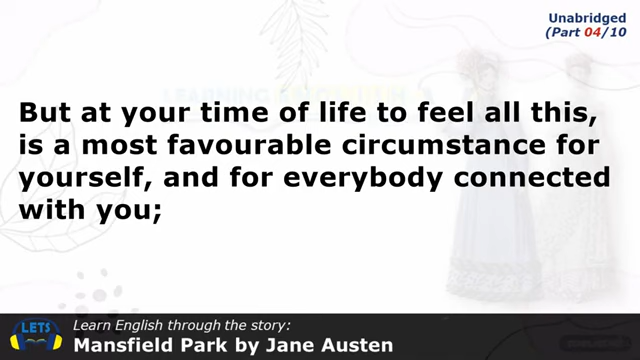 Unabridged
(Part 04/10
But at your time of life to feel all this,
is a most favourable circumstance for
yourself, and for everybody connected
with you;
LETS
Learn English through the story:
Mansfield Park by Jane Austen